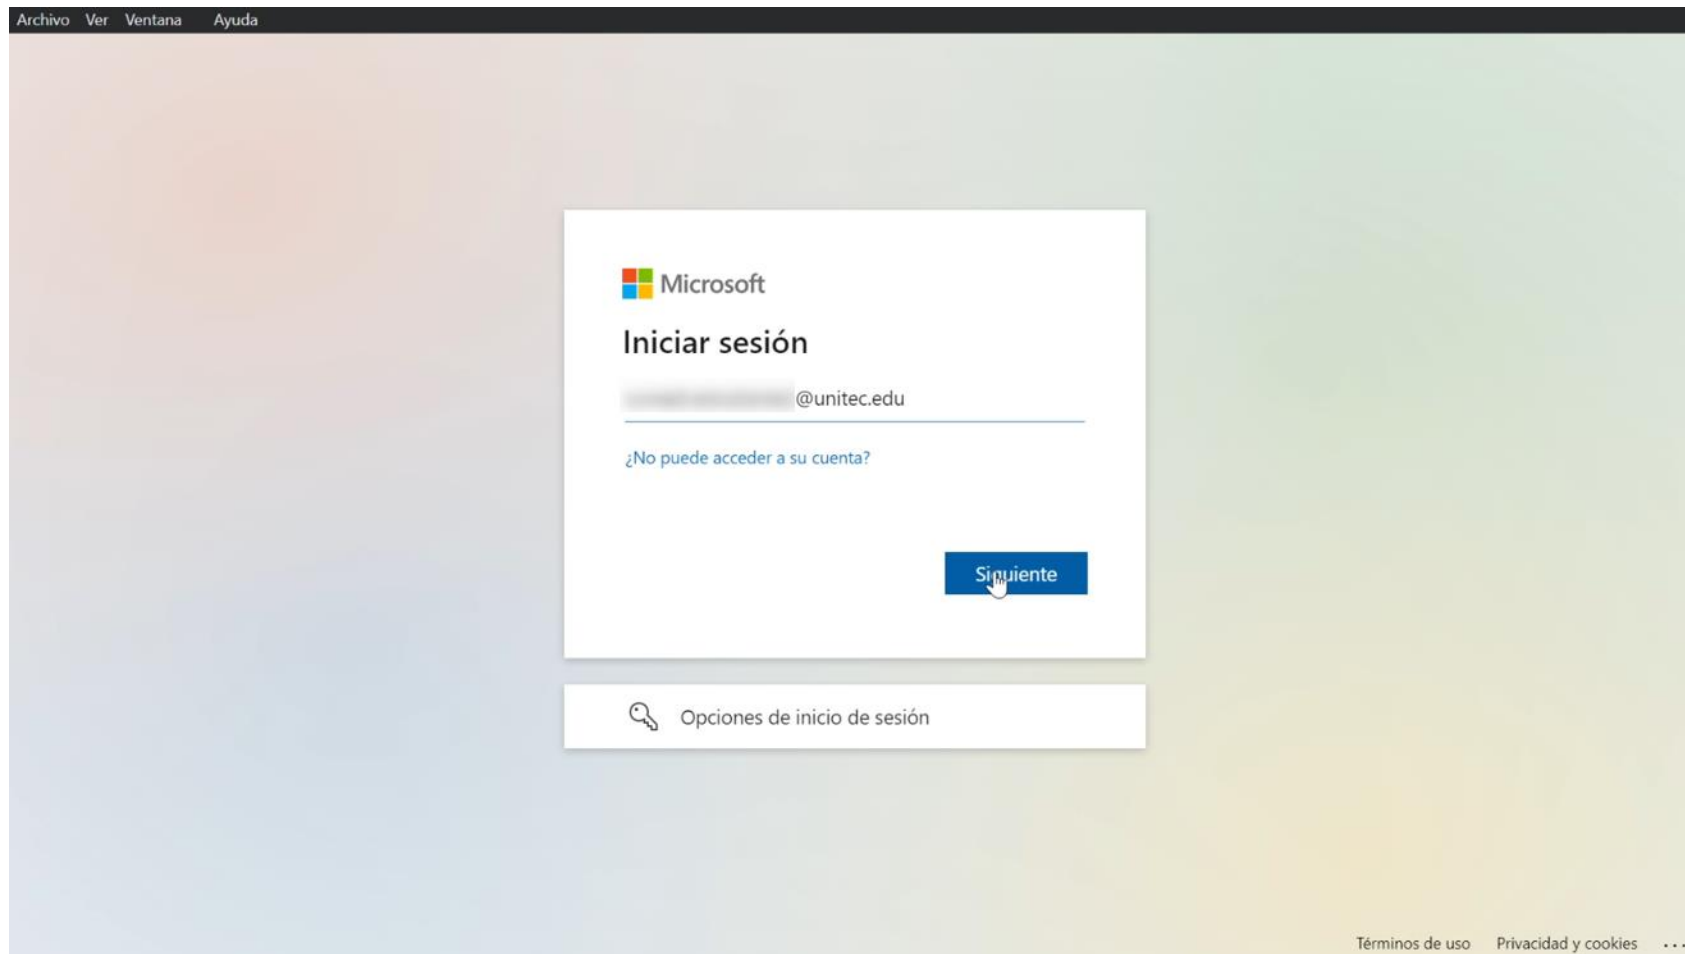 Archivo Ver Ventana Ayuda
Microsoft
Iniciar sesión
@unitec.edu
¿No puede acceder a su cuenta?
Siguiente
Opciones de inicio de sesión
Términos de uso Privacidad y cookies ...